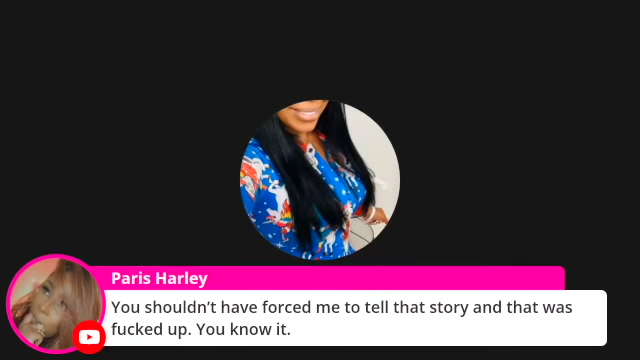 Paris Harley
You shouldn’t have forced me to tell that story and that was
fucked up. You know it.